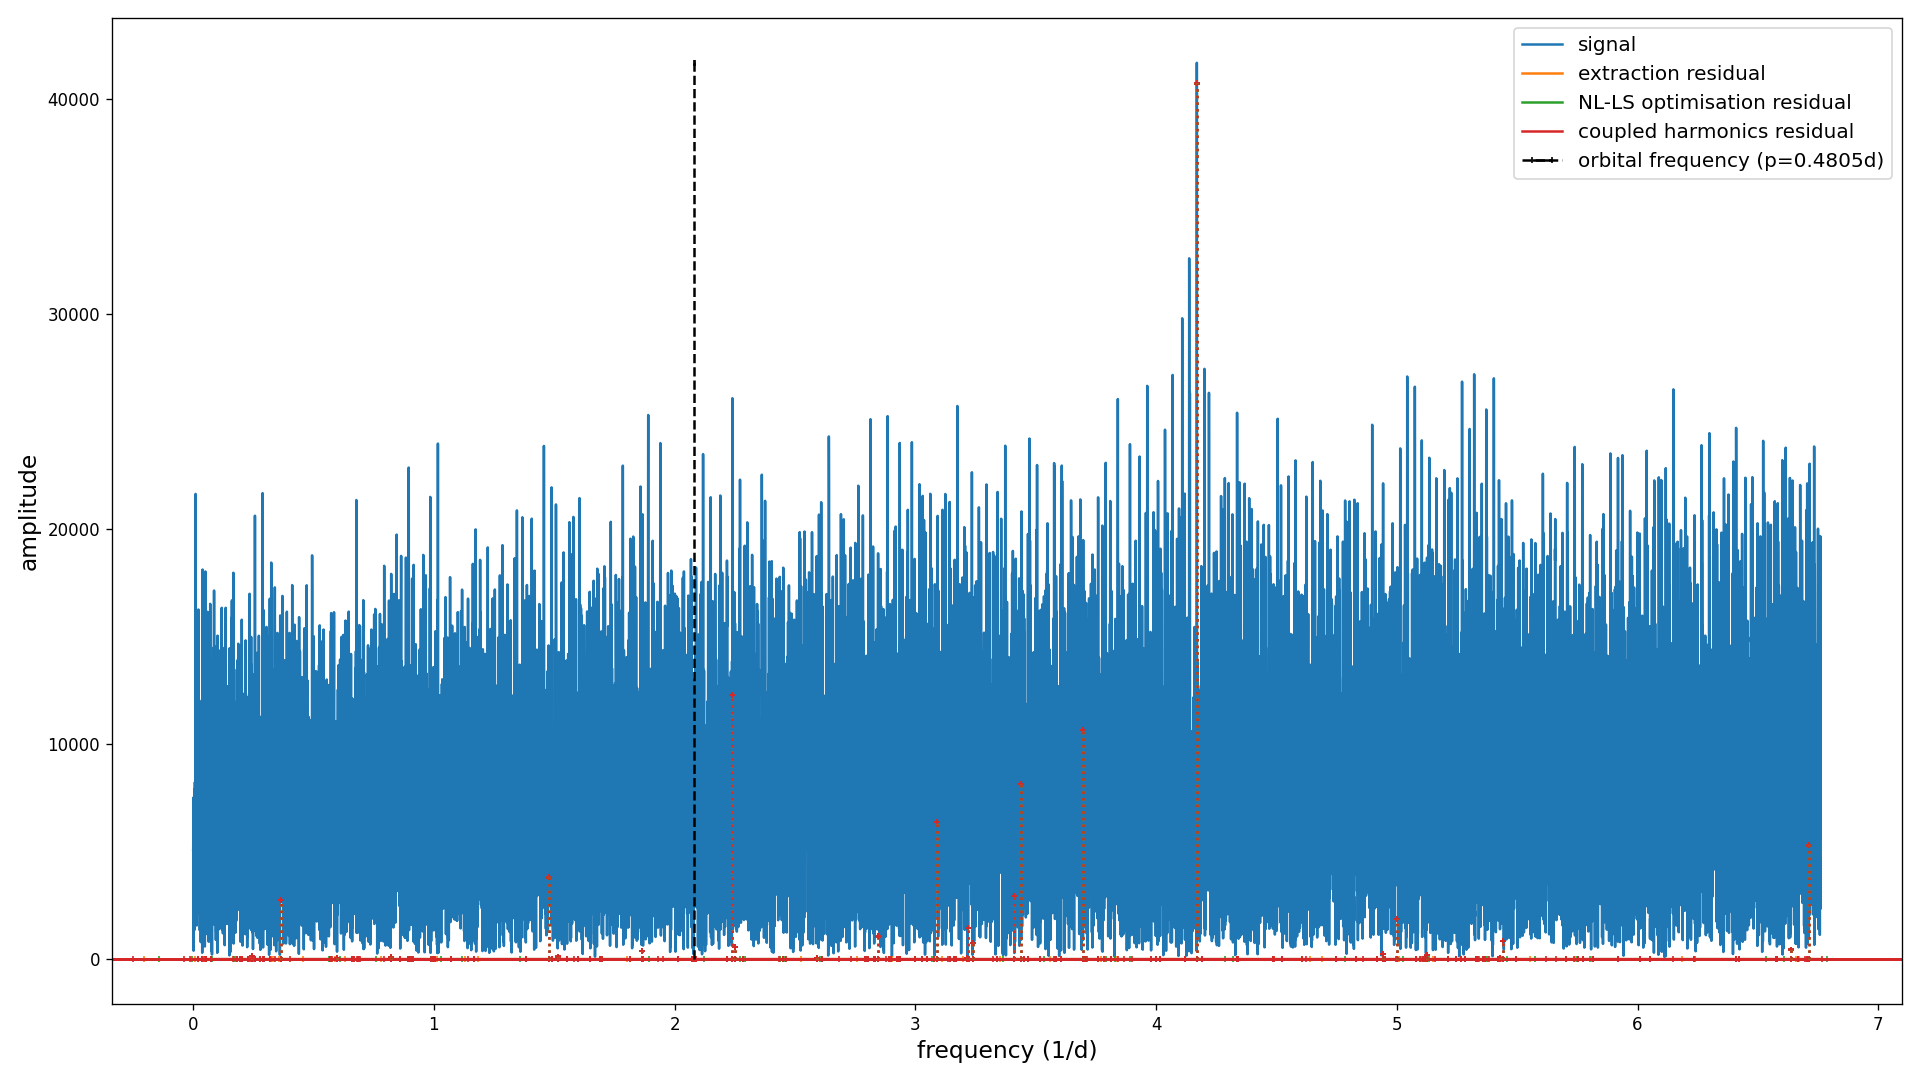 signal
extraction residual
NL-LS optimisation residual
coupled harmonics residual
orbital frequency (p=0.4805d)
amplitude
40000
30000
20000
10000
0
0 1 2 3 4 5 6 7
frequency (1/d)